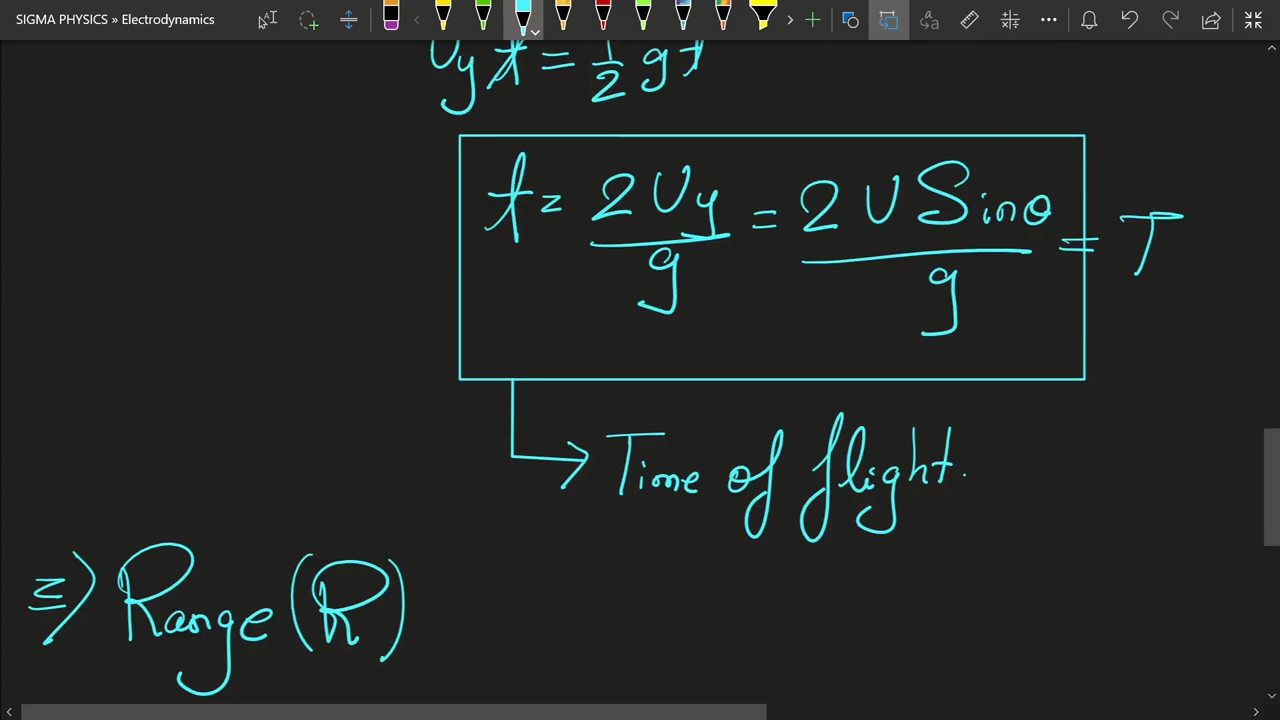 SIGMA PHYSICS » Electrodynamics
Uy t = 1/2 g t
t = 2Uy/g = 2U Sinθ/g = T
Time of flight.
⇒ Range (R)